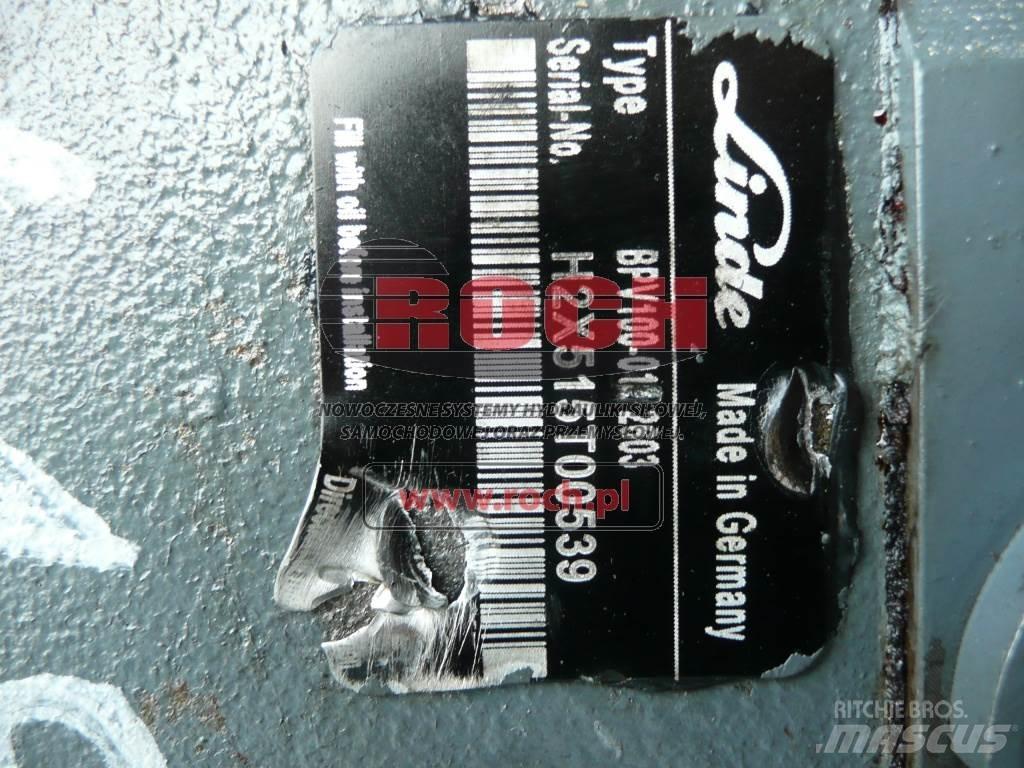 Linde Made in Germany
Type
Serial-No. H2X515T00539
Fill with oil before installation
ROCH
NOWOCZESNE SYSTEMY HYDRAULIKI SIŁOWEJ,
SAMOCHODOWEJ ORAZ PRZEMYSŁOWEJ.
www.roch.pl
RITCHIE BROS.
MASCUS